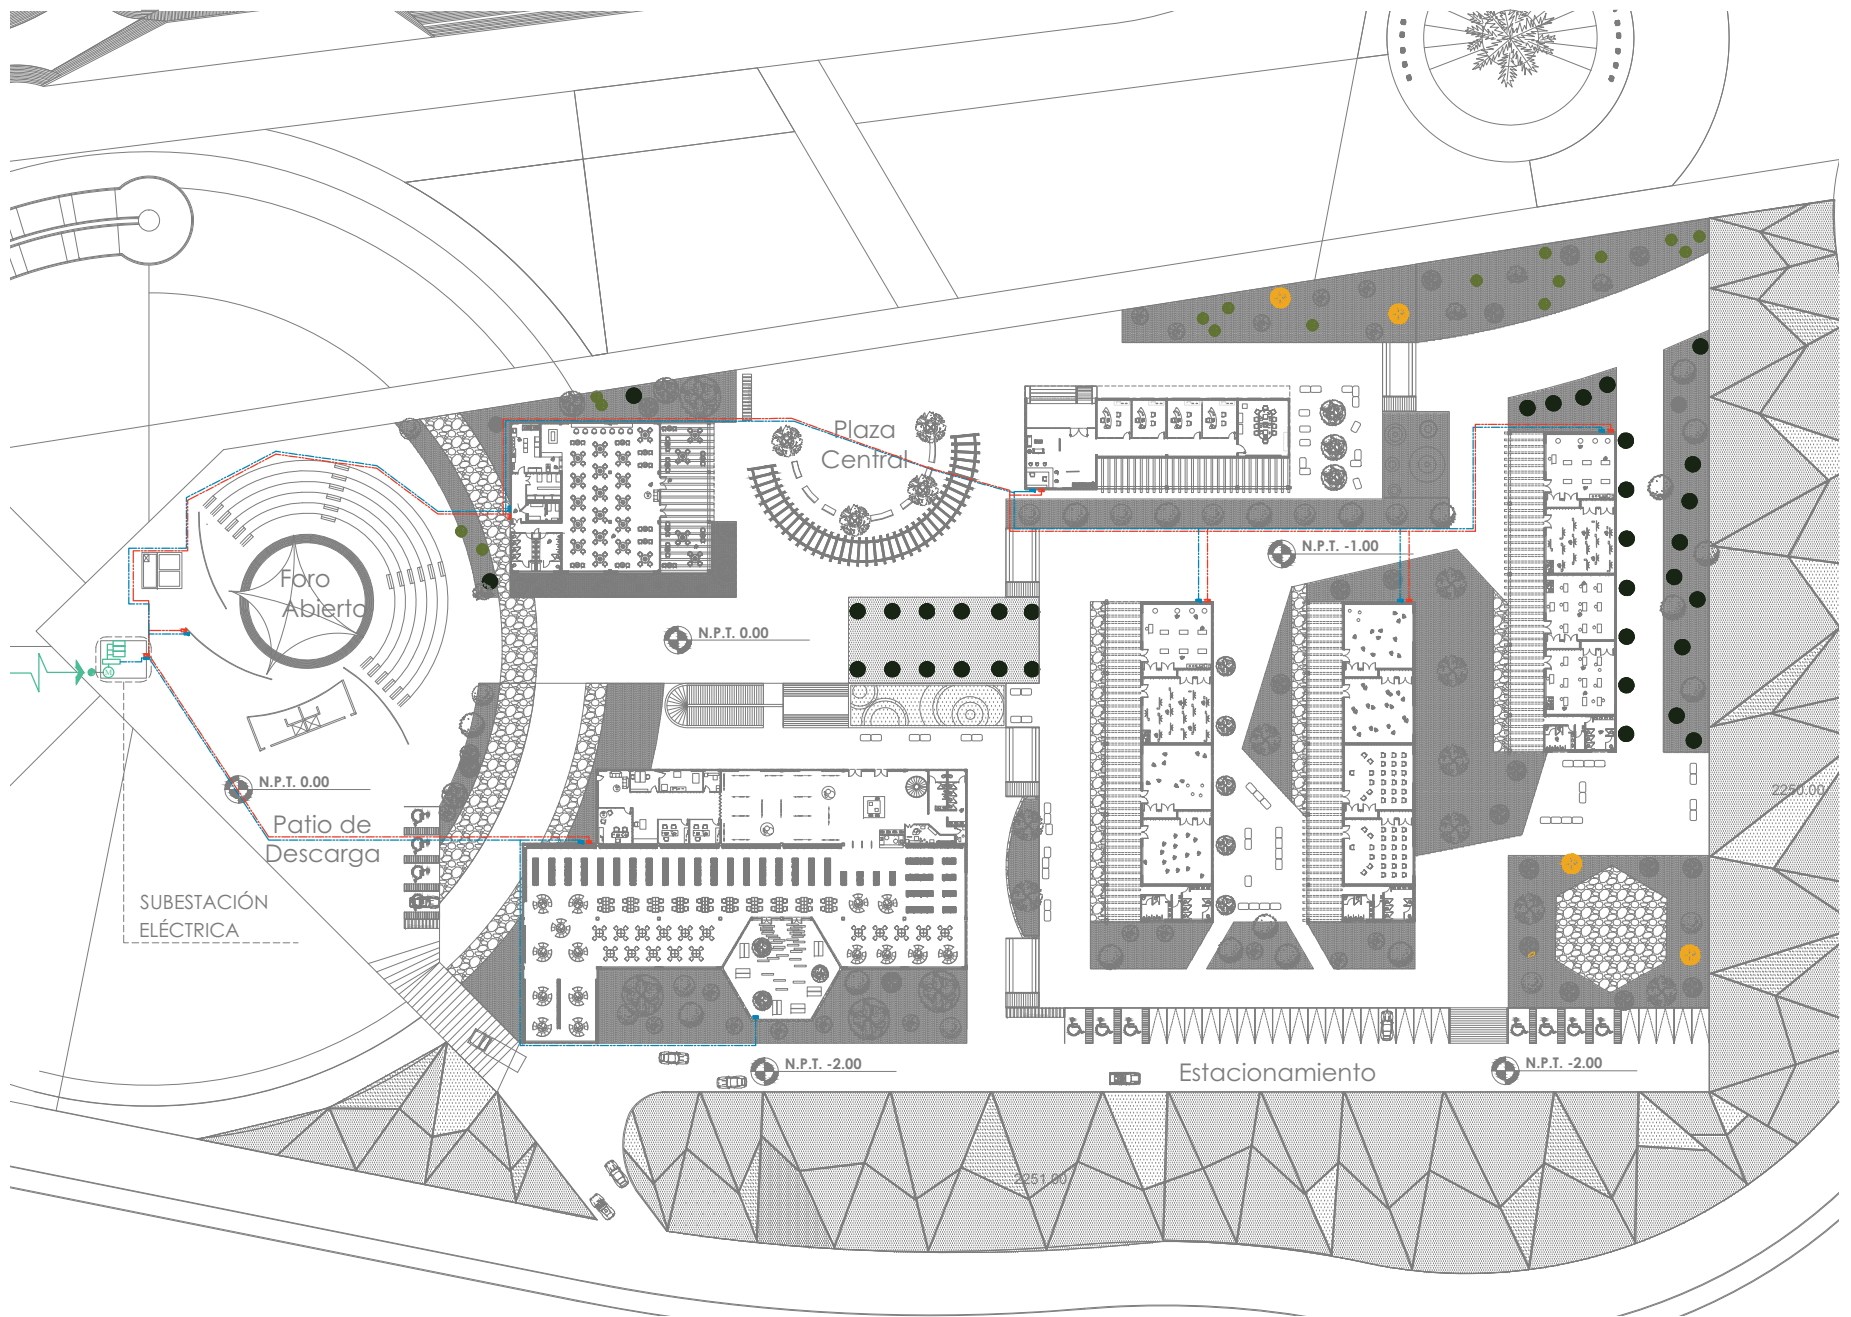 Plaza
Central
N.P.T. -1.00
Foro
Abierto
N.P.T. 0.00
N.P.T. 0.00
2250.00
Patio de
Descarga
SUBESTACIÓN
ELÉCTRICA
N.P.T. -2.00
Estacionamiento
N.P.T. -2.00
2251.00